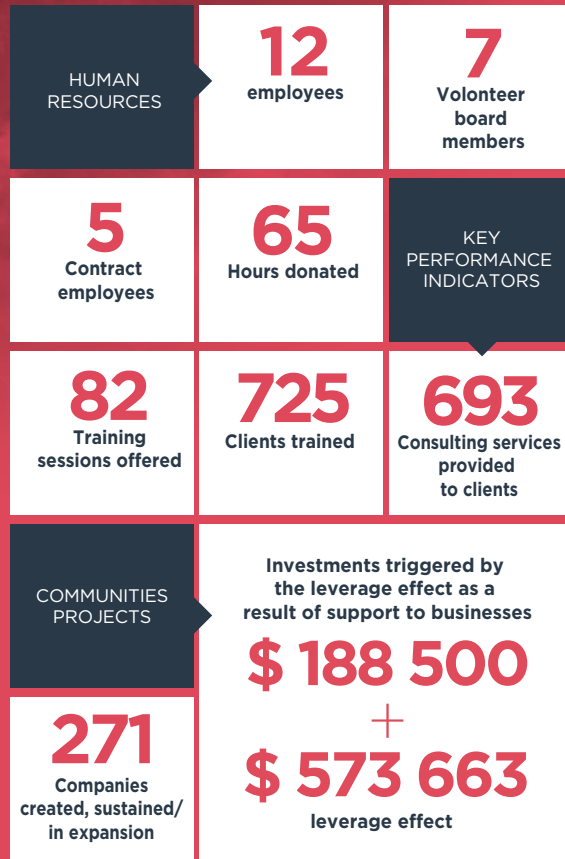 HUMAN
RESOURCES
12
employees
7
Volunteer
board
members
5
Contract
employees
65
Hours donated
KEY
PERFORMANCE
INDICATORS
82
Training
sessions offered
725
Clients trained
693
Consulting services
provided
to clients
COMMUNITIES
PROJECTS
Investments triggered by
the leverage effect as a
result of support to businesses
$ 188 500
+
$ 573 663
leverage effect
271
Companies
created, sustained/
in expansion